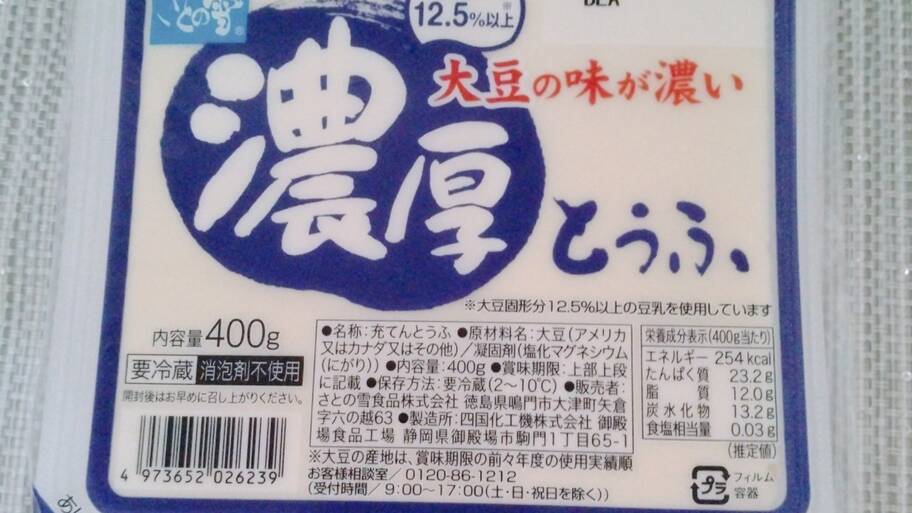 さとの雪®
12.5%以上※
大豆の味が濃い
濃厚
とうふ
※大豆固形分12.5%以上の豆乳を使用しています
内容量400g
要冷蔵 消泡剤不使用
開封後はお早めに召し上がりください。
4 973652 026239
●名称:充てんとうふ ●原材料名:大豆(アメリカ
又はカナダ又はその他)/凝固剤(塩化マグネシウム
(にがり)) ●内容量:400g ●賞味期限:上部上段
に記載 ●保存方法:要冷蔵(2~10℃) ●販売者:
さとの雪食品株式会社 徳島県鳴門市大津町矢倉
字六の越63 ●製造所:四国化工機株式会社 御殿
場食品工場 静岡県御殿場市駒門1丁目65-1
※大豆の産地は、賞味期限の前々年度の使用実績順
お客様相談室/0120-86-1212
(受付時間/9:00~17:00(土・日・祝日を除く))
栄養成分表示(400g当たり)
エネルギー 254kcal
たんぱく質 23.2g
脂質 12.0g
炭水化物 13.2g
食塩相当量 0.03g
(推定値)
プラ
フィルム
容器